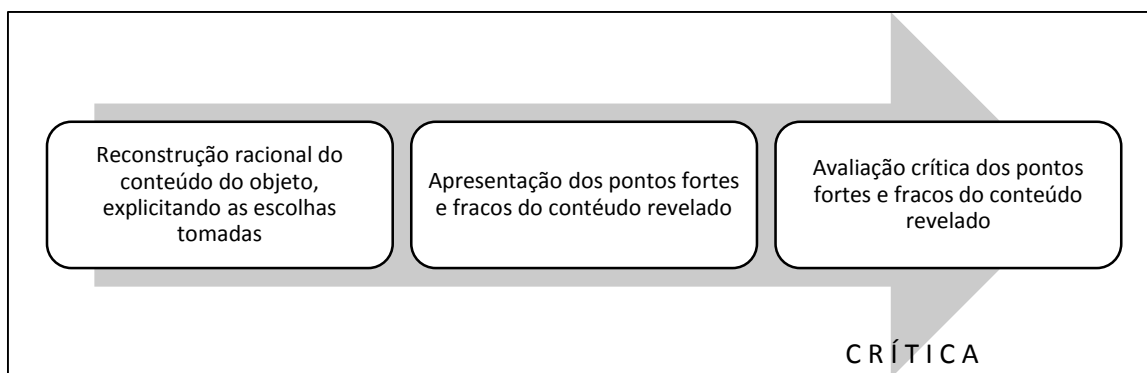 Reconstrução racional do
conteúdo do objeto,
explicitando as escolhas
tomadas
Apresentação dos pontos fortes
e fracos do contéudo revelado
Avaliação crítica dos pontos
fortes e fracos do conteúdo
revelado
CRÍTICA